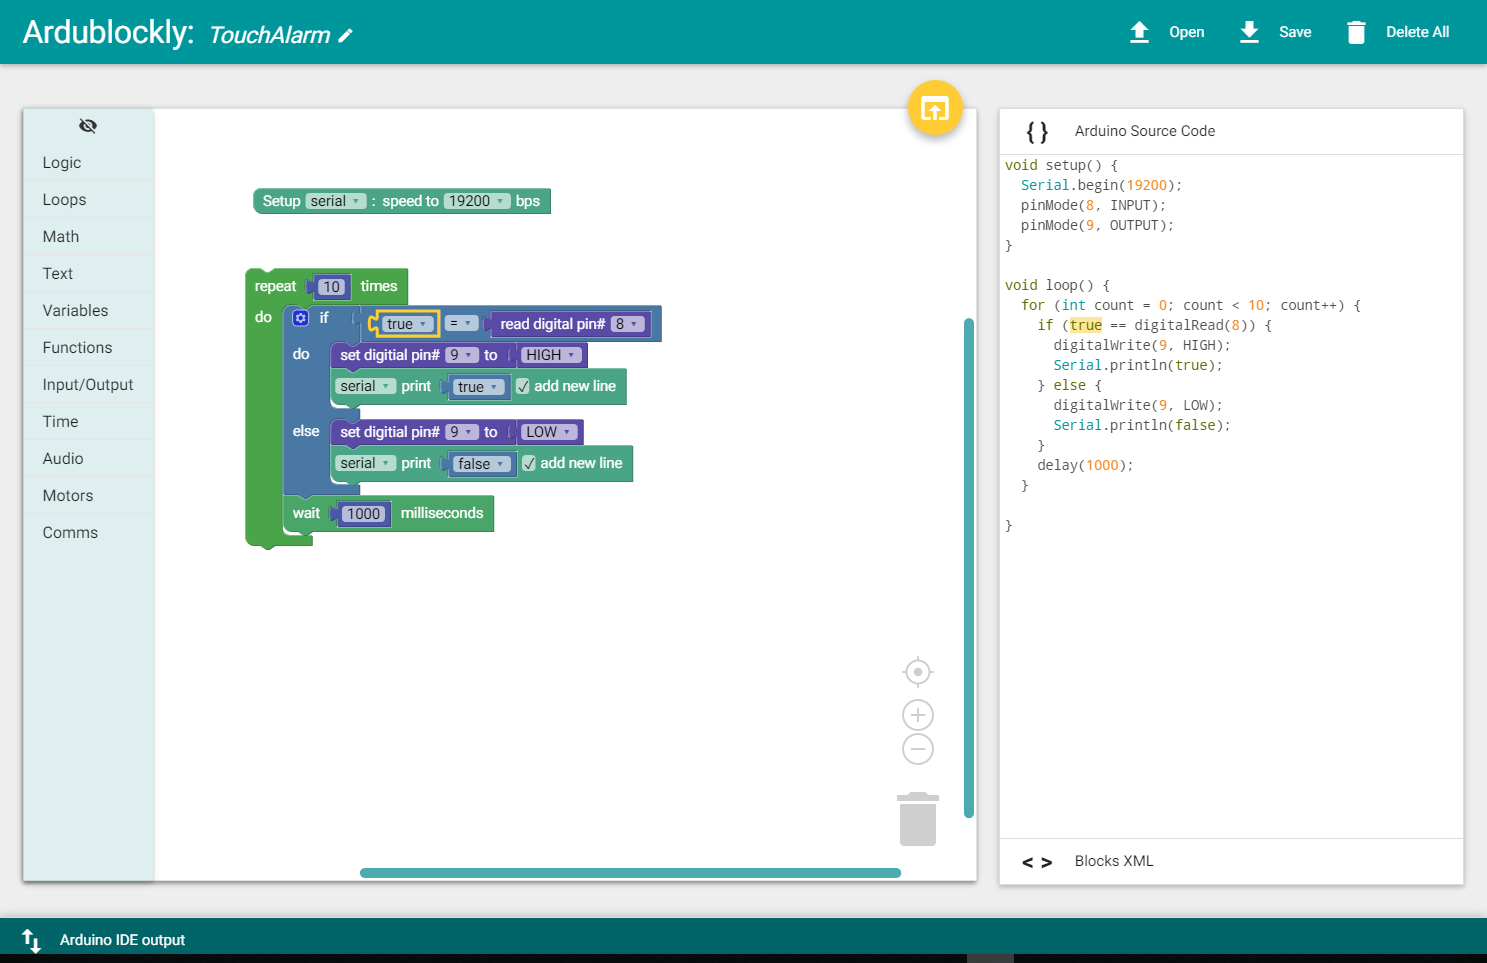 Ardublockly: TouchAlarm
Open Save Delete All
Logic
Loops
Math
Text
Variables
Functions
Input/Output
Time
Audio
Motors
Comms
Setup serial : speed to 19200 bps
repeat 10 times
do if true = read digital pin# 8
do set digitial pin# 9 to HIGH
serial print true add new line
else set digitial pin# 9 to LOW
serial print false add new line
wait 1000 milliseconds
{ } Arduino Source Code
void setup() {
Serial.begin(19200);
pinMode(8, INPUT);
pinMode(9, OUTPUT);
}
void loop() {
for (int count = 0; count < 10; count++) {
if (true == digitalRead(8)) {
digitalWrite(9, HIGH);
Serial.println(true);
} else {
digitalWrite(9, LOW);
Serial.println(false);
}
delay(1000);
}
}
< > Blocks XML
Arduino IDE output